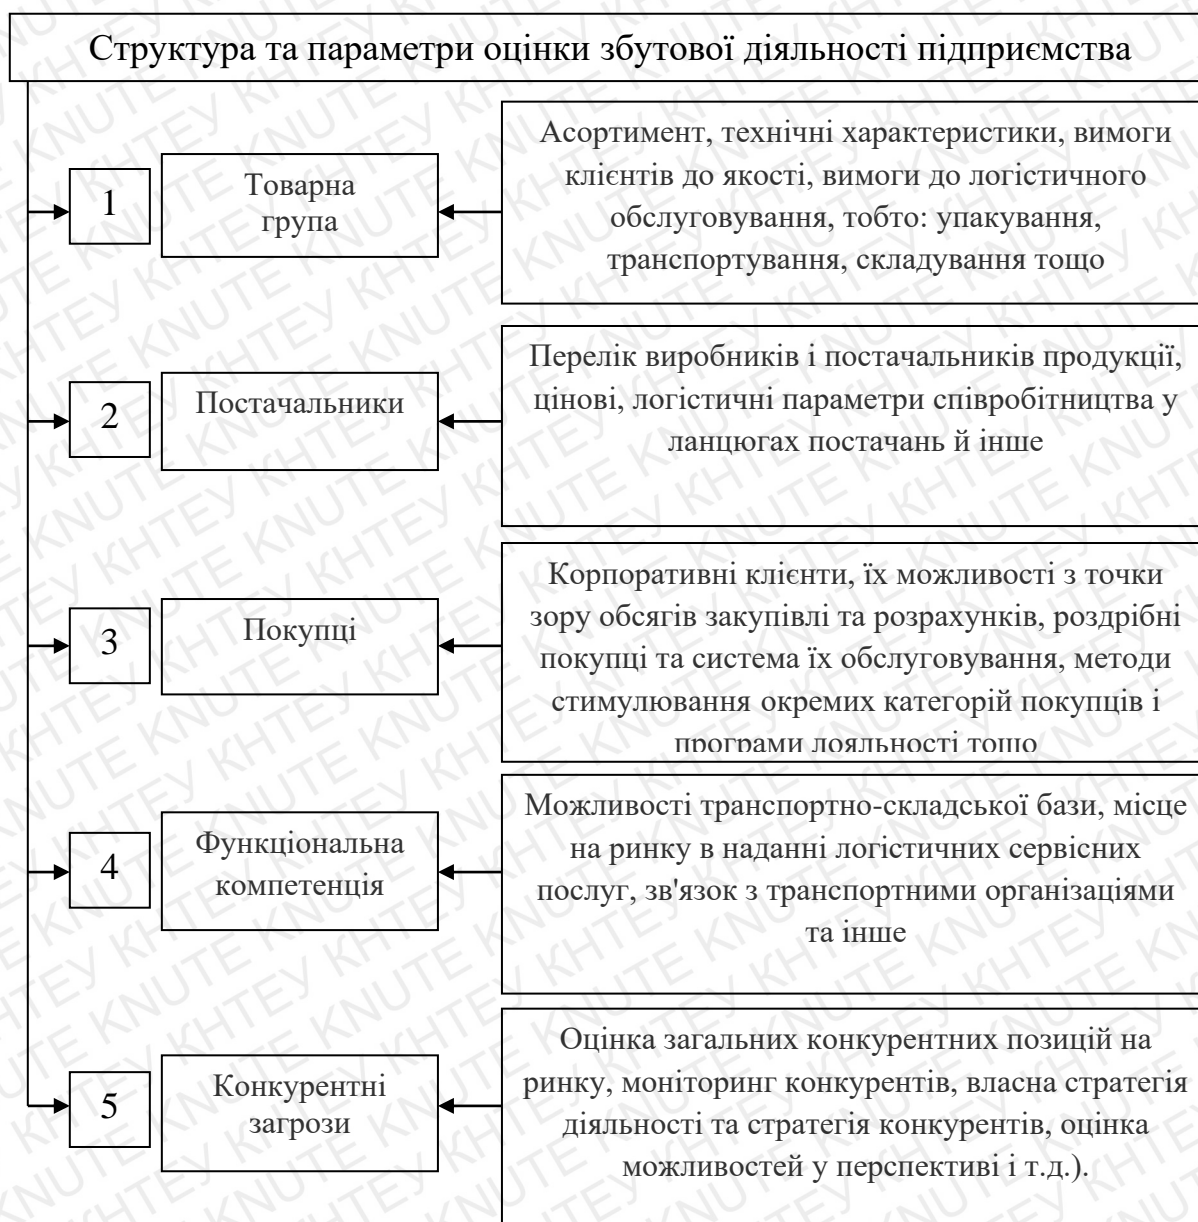 Структура та параметри оцінки збутової діяльності підприємства
1
Товарна
група
Асортимент, технічні характеристики, вимоги
клієнтів до якості, вимоги до логістичного
обслуговування, тобто: упакування,
транспортування, складування тощо
2
Постачальники
Перелік виробників і постачальників продукції,
цінові, логістичні параметри співробітництва у
ланцюгах постачань й інше
3
Покупці
Корпоративні клієнти, їх можливості з точки
зору обсягів закупівлі та розрахунків, роздрібні
покупці та система їх обслуговування, методи
стимулювання окремих категорій покупців і
програми лояльності тощо
4
Функціональна
компетенція
Можливості транспортно-складської бази, місце
на ринку в наданні логістичних сервісних
послуг, зв'язок з транспортними організаціями
та інше
5
Конкурентні
загрози
Оцінка загальних конкурентних позицій на
ринку, моніторинг конкурентів, власна стратегія
діяльності та стратегія конкурентів, оцінка
можливостей у перспективі і т.д.).